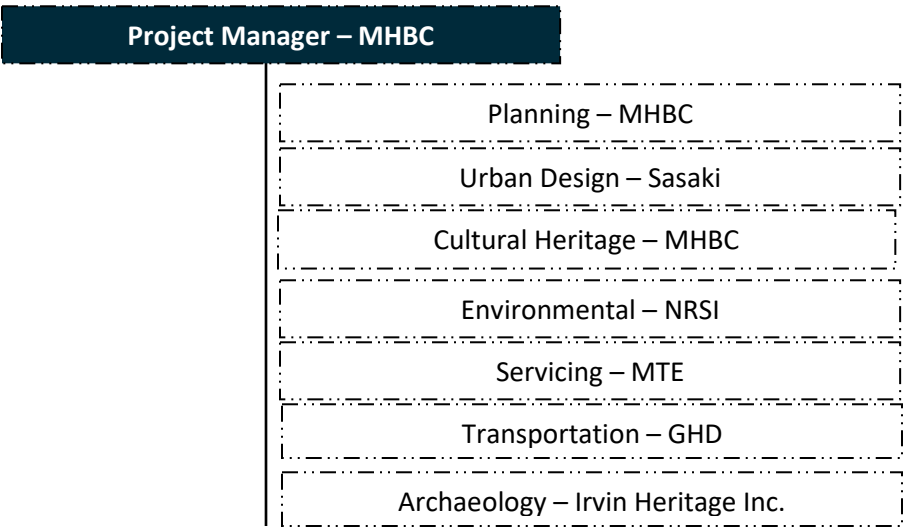 Project Manager – MHBC
Planning – MHBC
Urban Design – Sasaki
Cultural Heritage – MHBC
Environmental – NRSI
Servicing – MTE
Transportation – GHD
Archaeology – Irvin Heritage Inc.